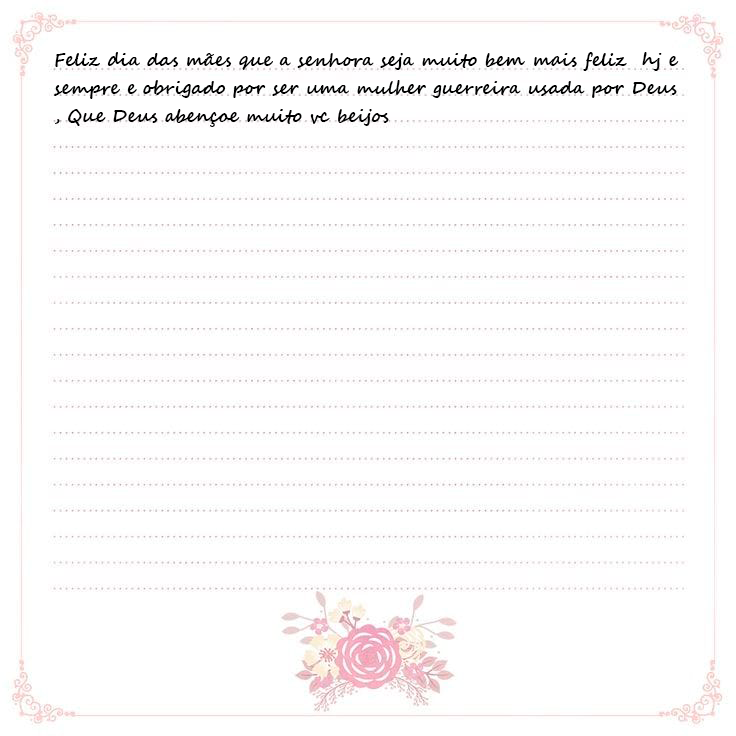 Feliz dia das mães que a senhora seja muito bem mais feliz  hj e
sempre e obrigado por ser uma mulher guerreira usada por Deus
, Que Deus abençoe muito vc beijos